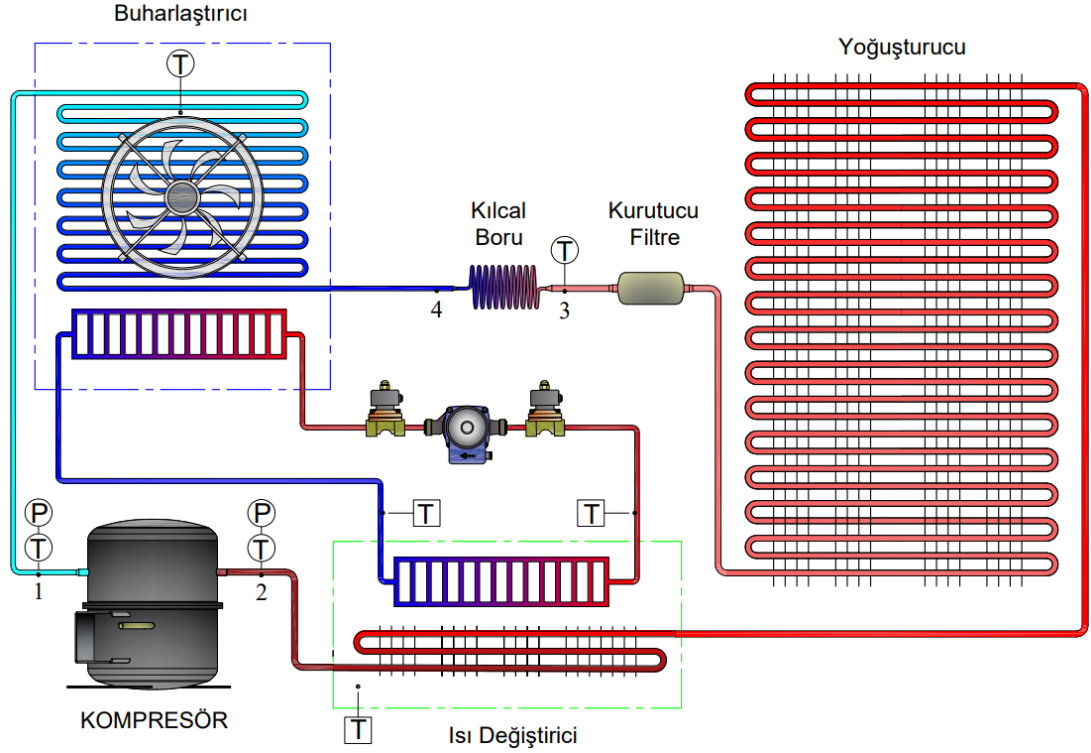 Buharlaştırıcı
Yoğuşturucu
T
Kılcal
Boru
Kurutucu
Filtre
T
4
3
P
T
1
P
T
2
T
T
T
KOMPRESÖR
Isı Değiştirici